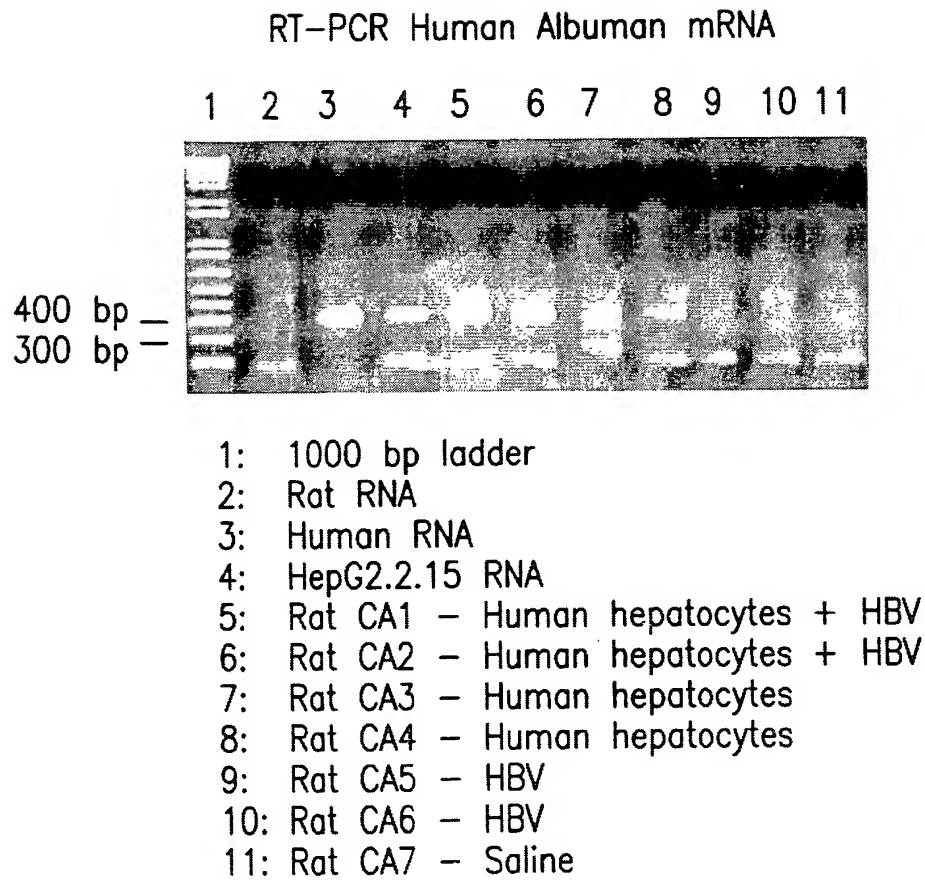 RT-PCR Human Albuman mRNA
1 2 3 4 5 6 7 8 9 10 11
400 bp
300 bp
1: 1000 bp ladder
2: Rat RNA
3: Human RNA
4: HepG2.2.15 RNA
5: Rat CA1 - Human hepatocytes + HBV
6: Rat CA2 - Human hepatocytes + HBV
7: Rat CA3 - Human hepatocytes
8: Rat CA4 - Human hepatocytes
9: Rat CA5 - HBV
10: Rat CA6 - HBV
11: Rat CA7 - Saline